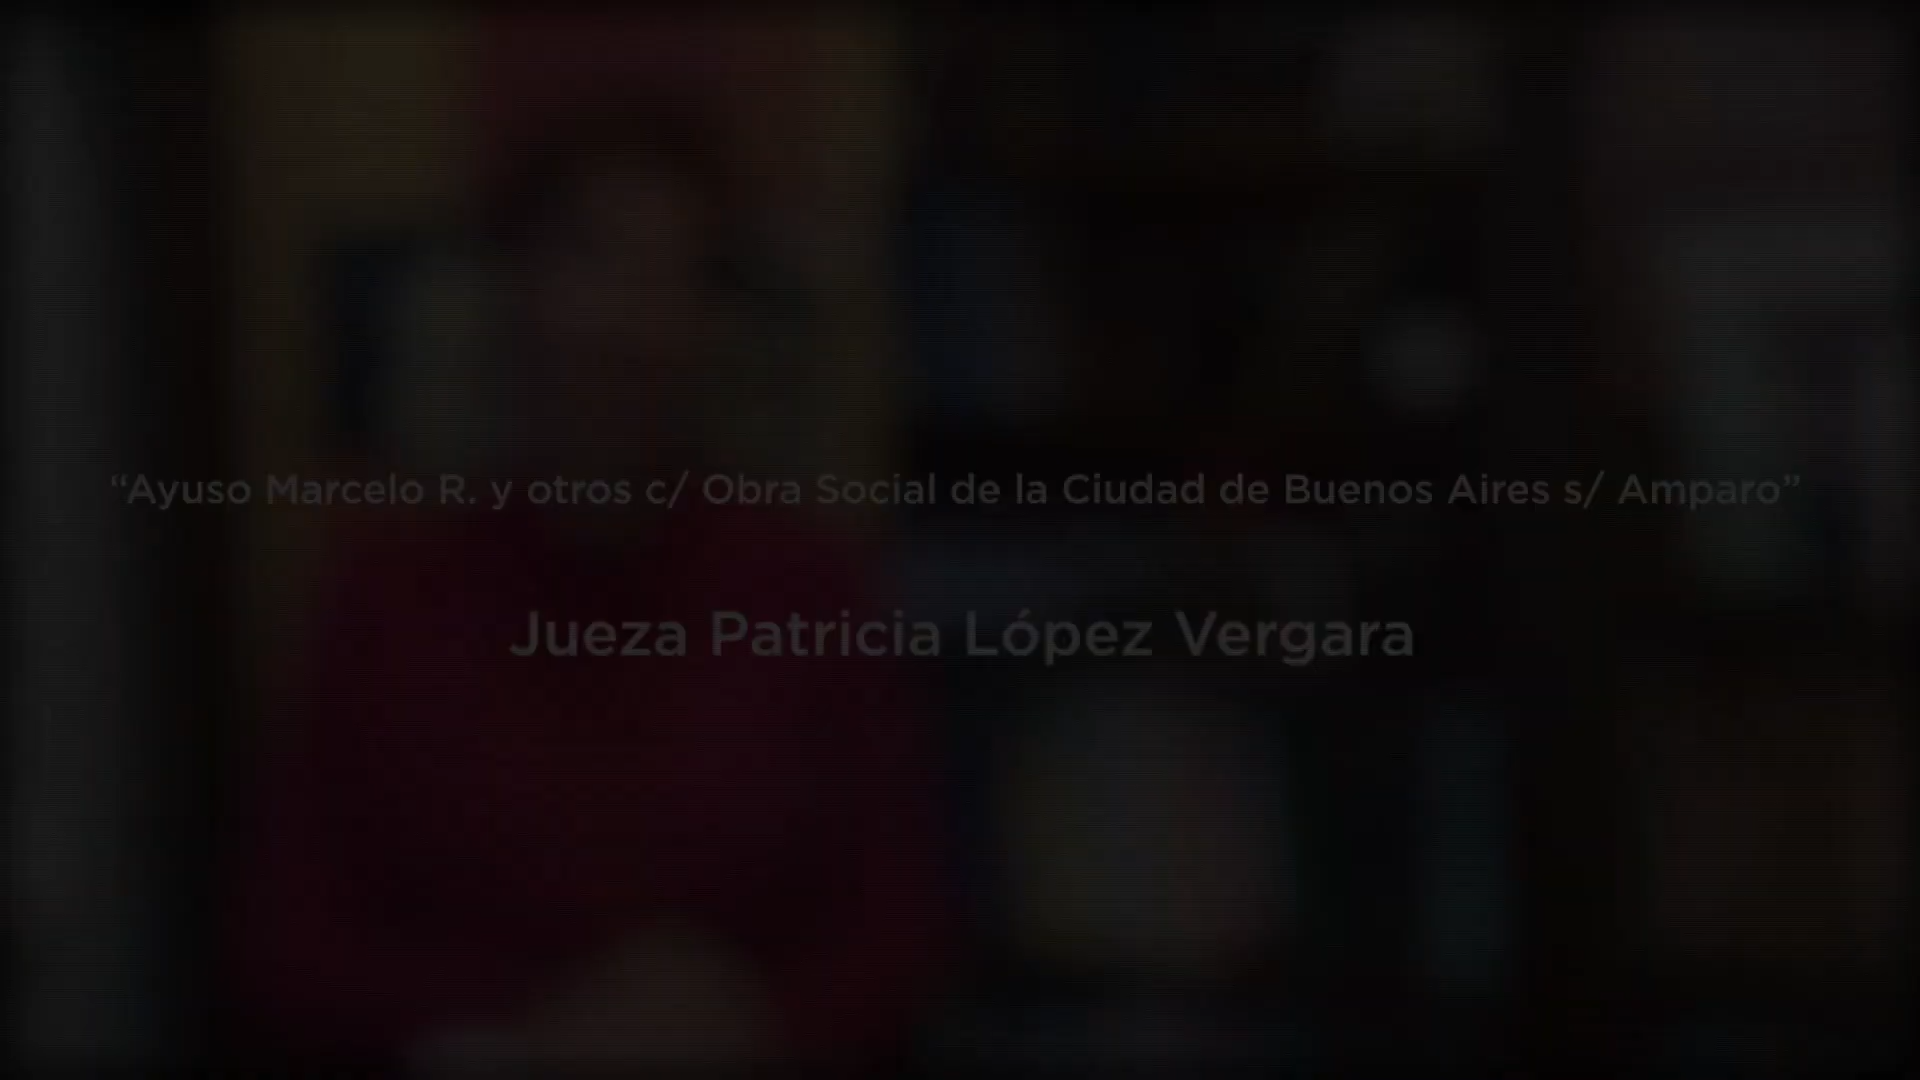 “Ayuso Marcelo R. y otros c/ Obra Social de la Ciudad de Buenos Aires s/ Amparo”
Jueza Patricia López Vergara